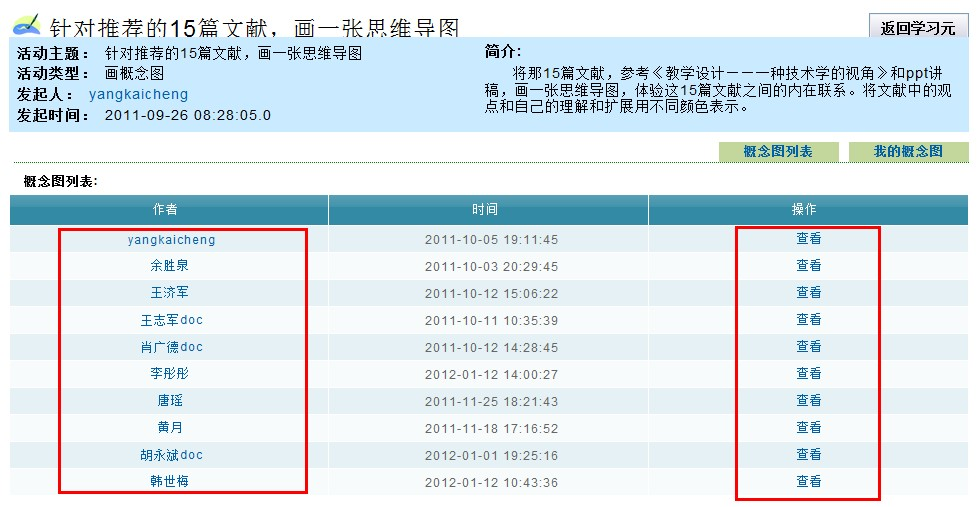 针对推荐的15篇文献，画一张思维导图
返回学习元
活动主题： 针对推荐的15篇文献，画一张思维导图
活动类型： 画概念图
发起人： yangkaicheng
发起时间： 2011-09-26 08:28:05.0
简介:
将那15篇文献，参考《教学设计－－－一种技术学的视角》和ppt讲
稿，画一张思维导图，体验这15篇文献之间的内在联系。将文献中的观
点和自己的理解和扩展用不同颜色表示。
概念图列表 我的概念图
概念图列表:
作者 时间 操作
yangkaicheng 2011-10-05 19:11:45 查看
余胜泉 2011-10-03 20:29:45 查看
王济军 2011-10-12 15:06:22 查看
王志军doc 2011-10-11 10:35:39 查看
肖广德doc 2011-10-12 14:28:45 查看
李彤彤 2012-01-12 14:00:27 查看
唐瑶 2011-11-25 18:21:43 查看
黄月 2011-11-18 17:16:52 查看
胡永斌doc 2012-01-01 19:25:16 查看
韩世梅 2012-01-12 10:43:36 查看